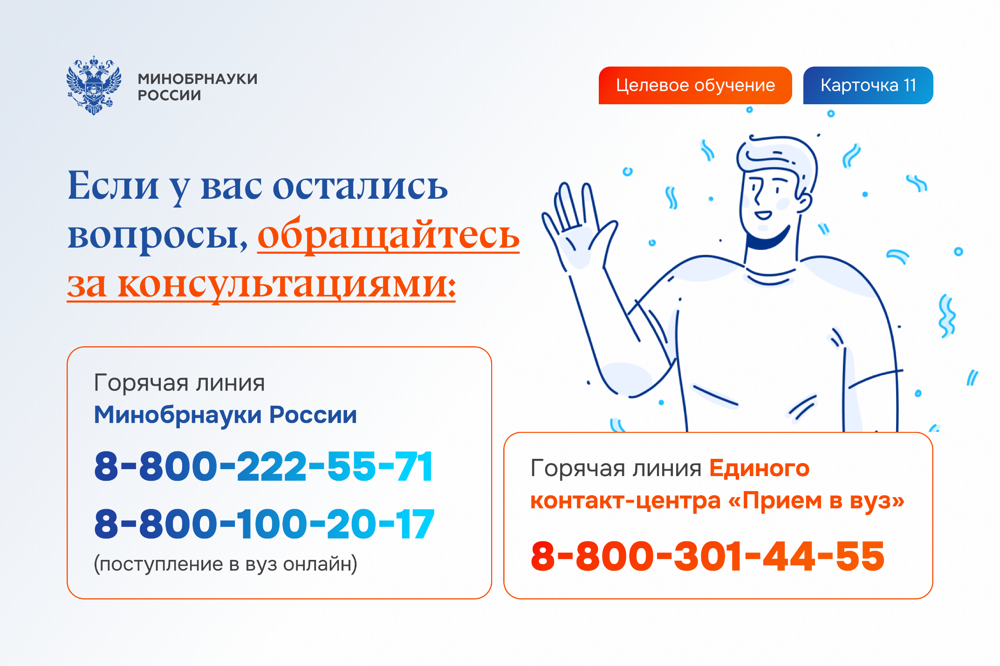 МИНОБРНАУКИ
РОССИИ
Целевое обучение
Карточка 11
Если у вас остались
вопросы, обращайтесь
за консультациями:
Горячая линия
Минобрнауки России
8-800-222-55-71
8-800-100-20-17
(поступление в вуз онлайн)
Горячая линия Единого
контакт-центра «Прием в вуз»
8-800-301-44-55